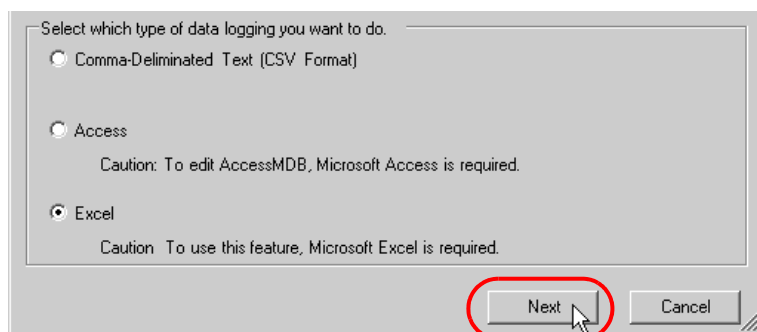 Select which type of data logging you want to do.
Comma-Deliminated Text (CSV Format)
Access
Caution: To edit AccessMDB, Microsoft Access is required.
Excel
Caution To use this feature, Microsoft Excel is required.
Next Cancel